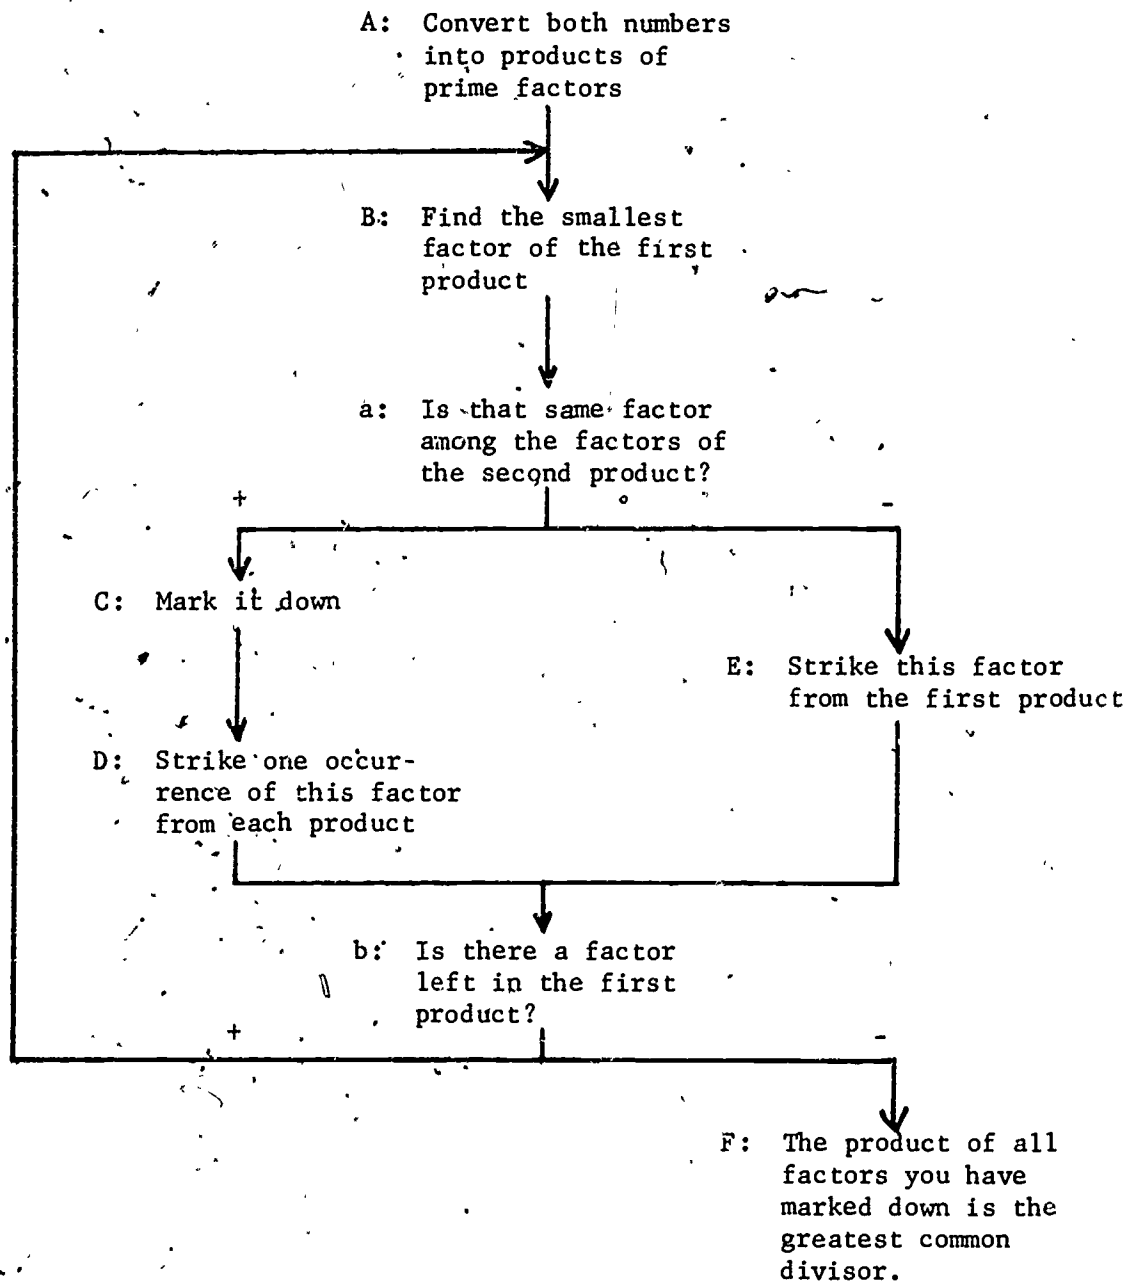 A: Convert both numbers
into products of
prime factors
B: Find the smallest
factor of the first
product
a: Is that same factor
among the factors of
the second product?
+
-
C: Mark it down
E: Strike this factor
from the first product
D: Strike one occur-
rence of this factor
from each product
b: Is there a factor
left in the first
product?
+
-
F: The product of all
factors you have
marked down is the
greatest common
divisor.